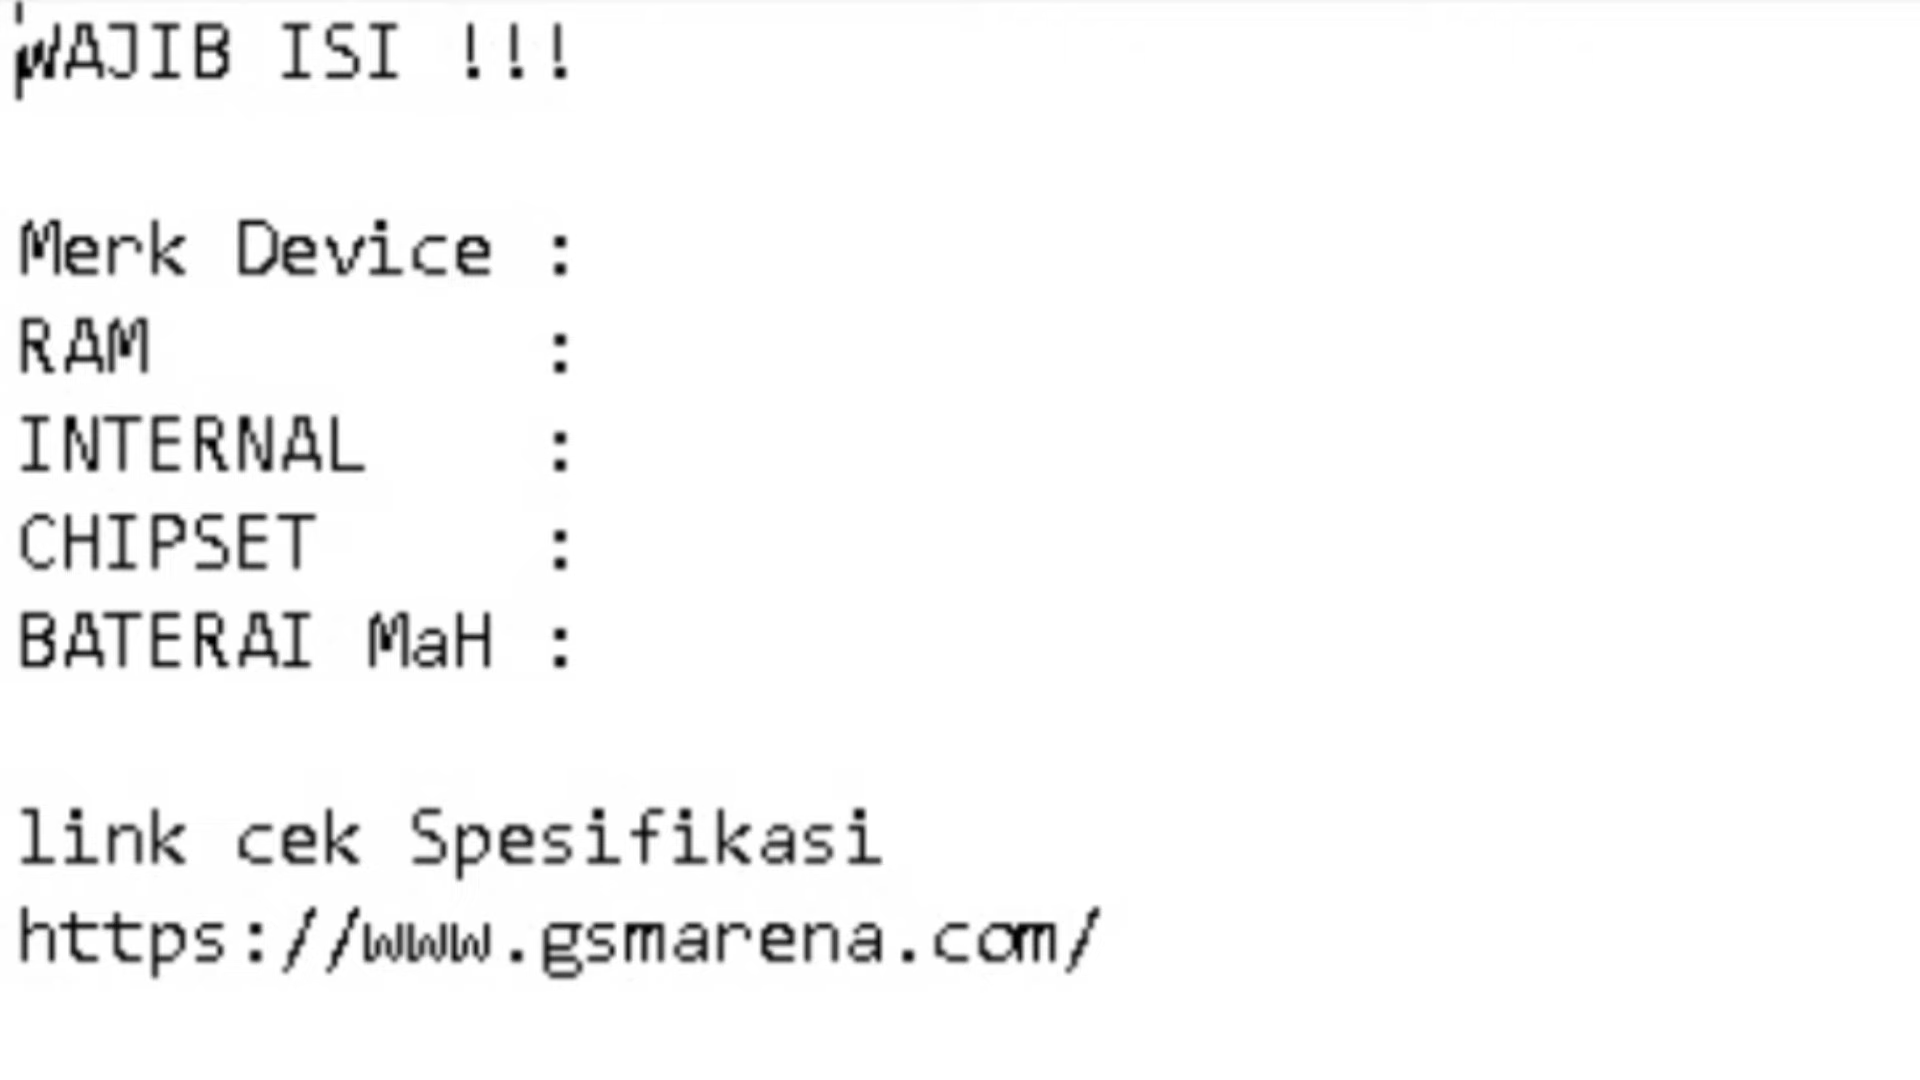 WAJIB ISI !!!
Merk Device :
RAM :
INTERNAL :
CHIPSET :
BATERAI MaH :
link cek Spesifikasi
https://www.gsmarena.com/